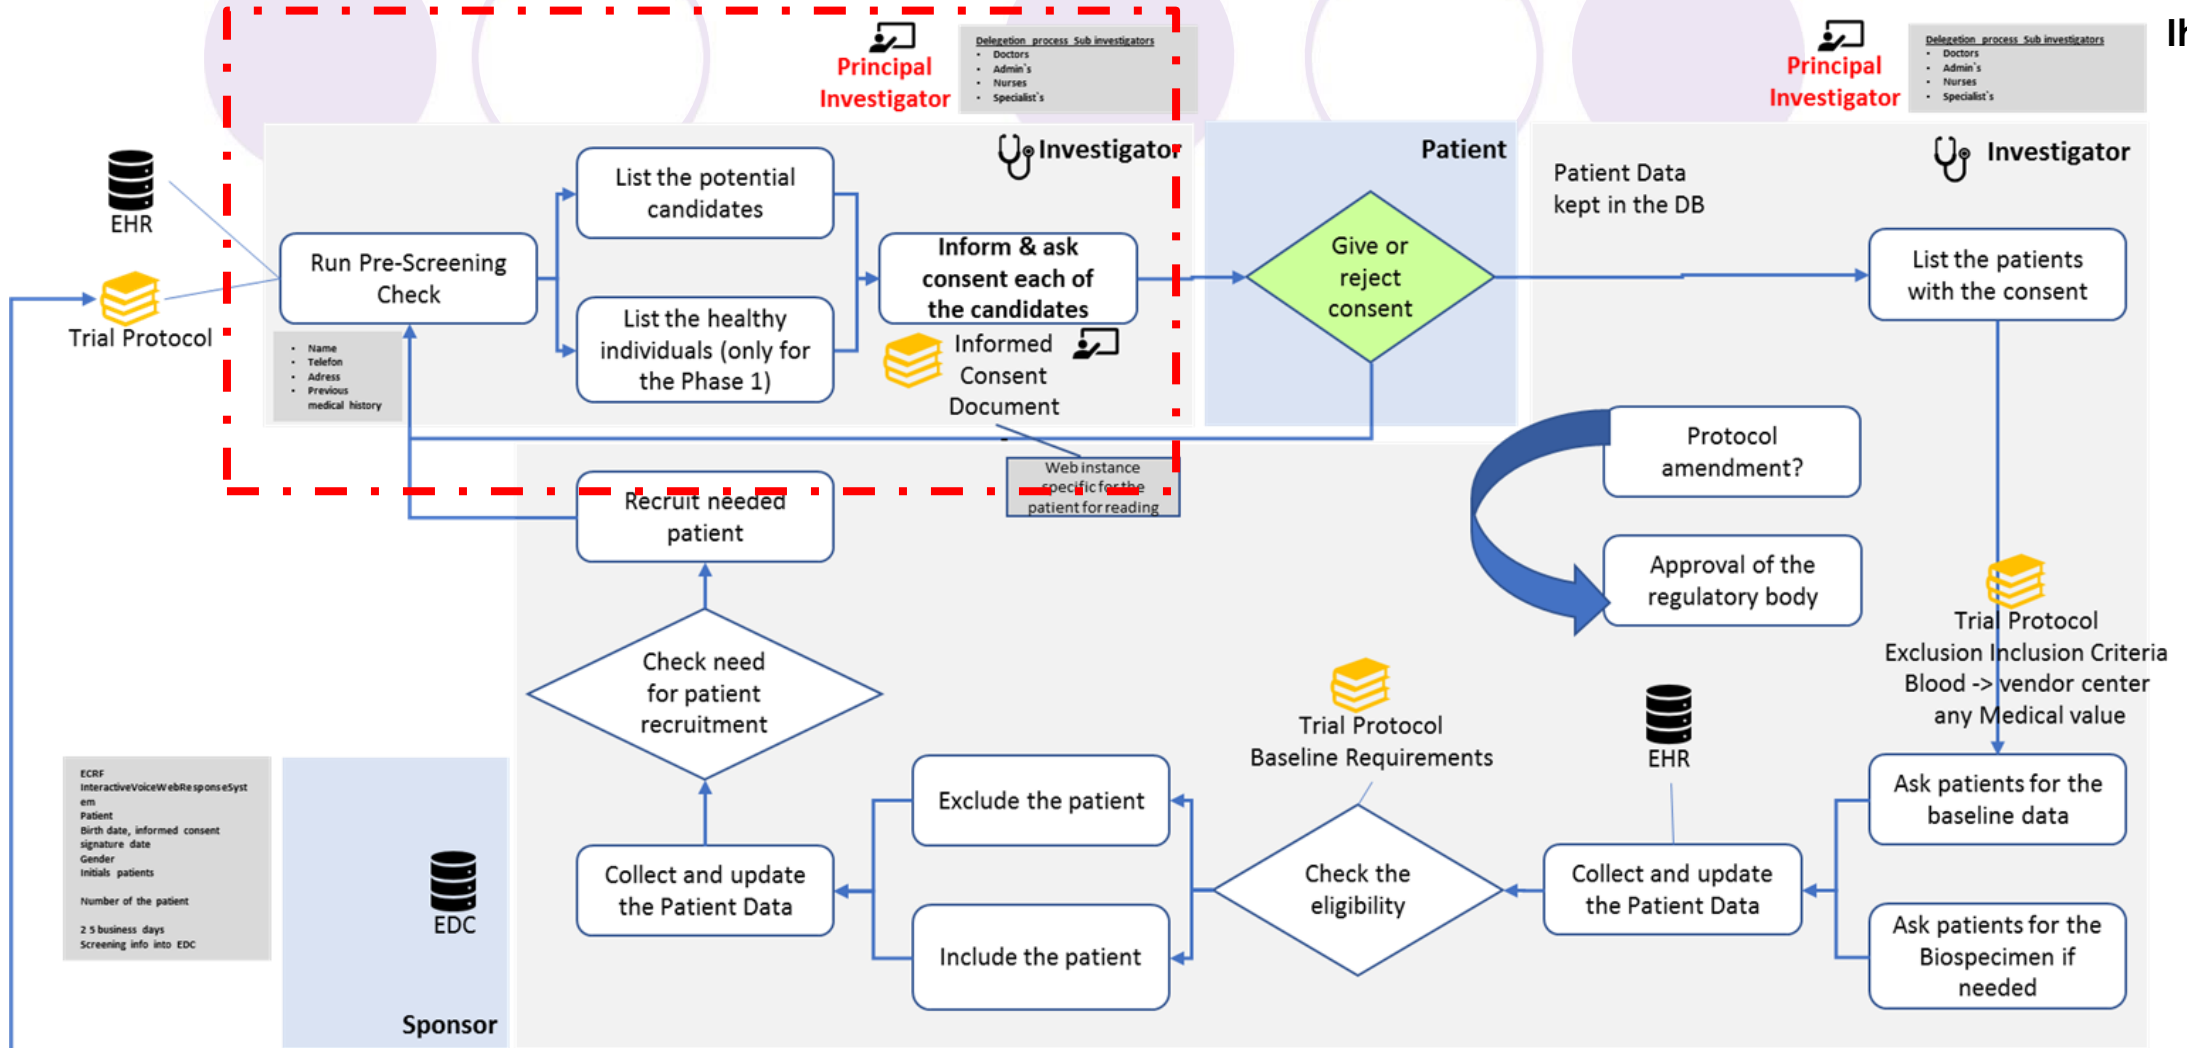 Principal
Investigator
Delegetion process Sub investigators
• Doctors
• Admin`s
• Nurses
• Specialist`s
Principal
Investigator
Delegetion process Sub investigators
• Doctors
• Admin`s
• Nurses
• Specialist`s
Investigator
Patient
Patient Data
kept in the DB
Investigator
EHR
Trial Protocol
Run Pre-Screening
Check
• Name
• Telefon
• Adress
• Previous
medical history
List the potential
candidates
List the healthy
individuals (only for
the Phase 1)
Inform & ask
consent each of
the candidates
Informed
Consent
Document
Web instance
specific for the
patient for reading
Give or
reject
consent
List the patients
with the consent
Protocol
amendment?
Approval of the
regulatory body
Trial Protocol
Exclusion Inclusion Criteria
Blood -> vendor center
any Medical value
Recruit needed
patient
Check need
for patient
recruitment
Trial Protocol
Baseline Requirements
EHR
Ask patients for the
baseline data
Ask patients for the
Biospecimen if
needed
Collect and update
the Patient Data
Check the
eligibility
Exclude the patient
Include the patient
Collect and update
the Patient Data
ECRF
InteractiveVoiceWebResponseSyst
em
Patient
Birth date, informed consent
signature date
Gender
Initials patients
Number of the patient
2 5 business days
Screening info into EDC
EDC
Sponsor